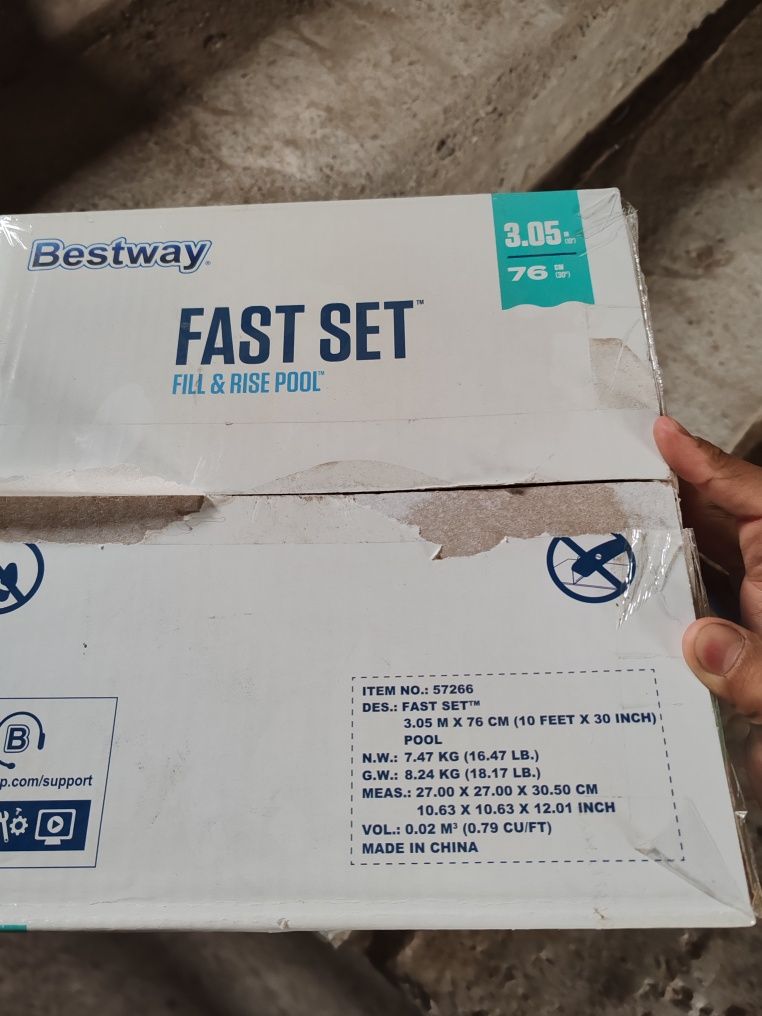 Bestway®
3.05 m (10')
76 CM (30")
FAST SET™
FILL & RISE POOL™
B
p.com/support
ITEM NO.: 57266
DES.: FAST SET™
3.05 M X 76 CM (10 FEET X 30 INCH)
POOL
N.W.: 7.47 KG (16.47 LB.)
G.W.: 8.24 KG (18.17 LB.)
MEAS.: 27.00 X 27.00 X 30.50 CM
10.63 X 10.63 X 12.01 INCH
VOL.: 0.02 M³ (0.79 CU/FT)
MADE IN CHINA